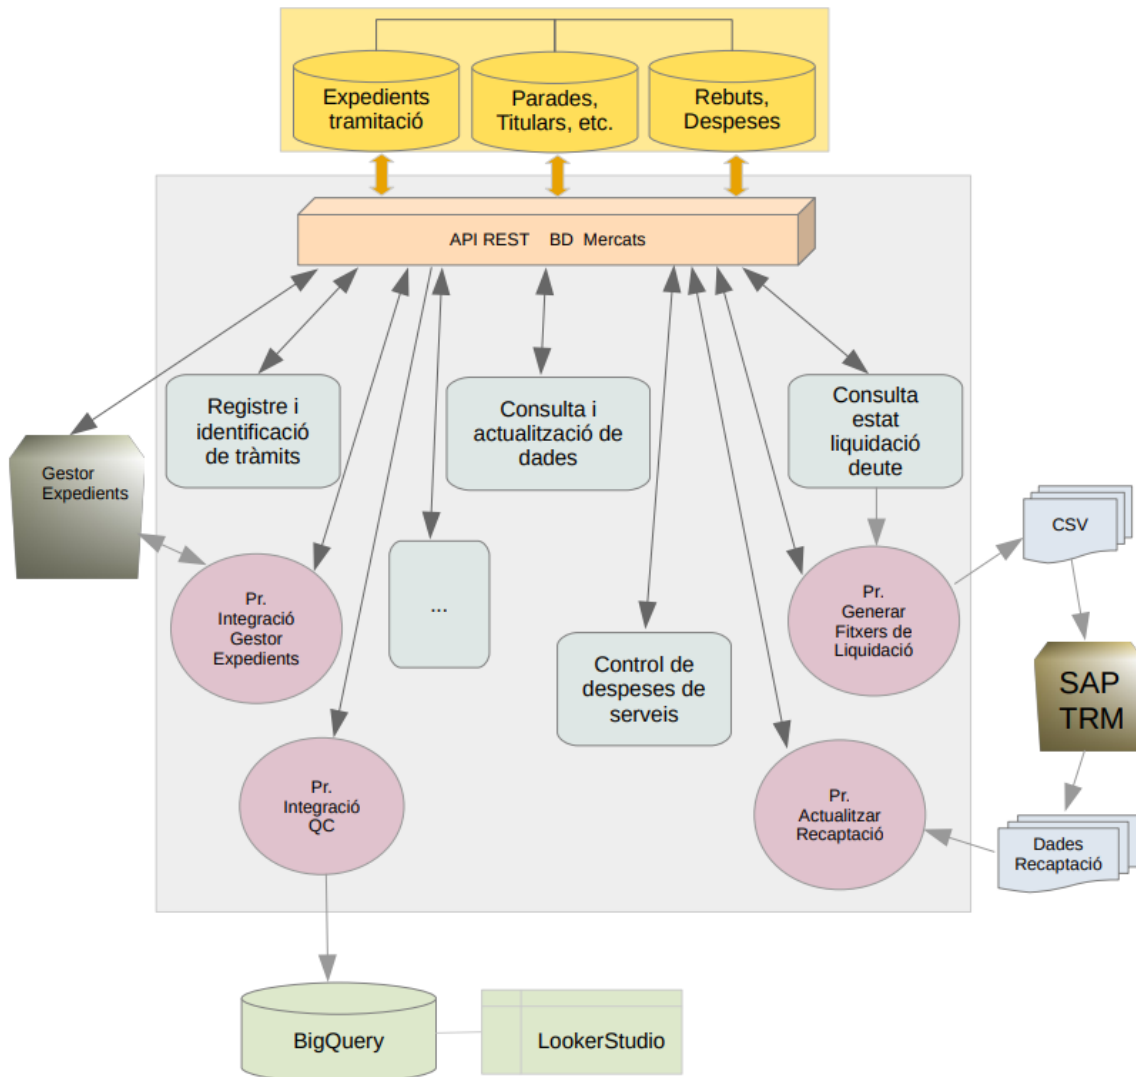 Expedients
tramitació
Parades,
Titulars, etc.
Rebuts,
Despeses
API REST BD Mercats
Registre i
identificació
de tràmits
Consulta i
actualització de
dades
Consulta
estat
liquidació
deute
Gestor
Expedients
CSV
Pr.
Integració
Gestor
Expedients
...
Pr.
Generar
Fitxers de
Liquidació
Control de
despeses de
serveis
SAP
TRM
Pr.
Integració
QC
Pr.
Actualitzar
Recaptació
Dades
Recaptació
BigQuery
LookerStudio